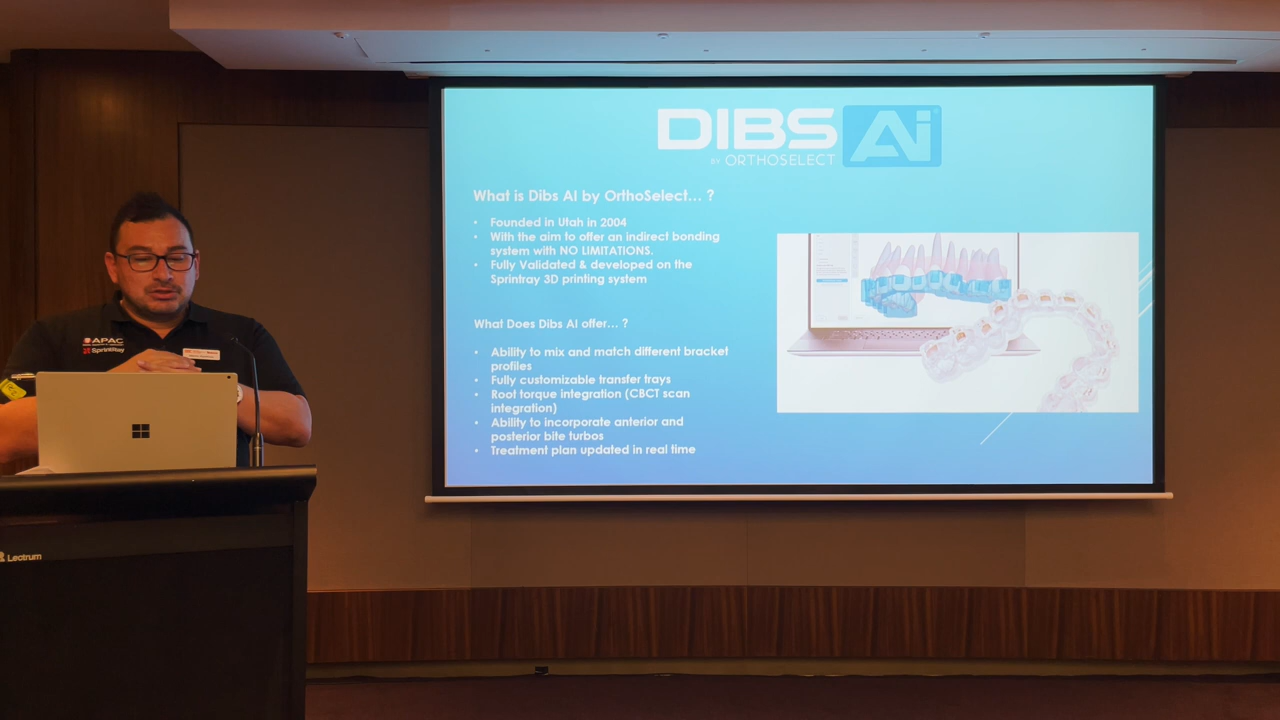 DIBS Ai
BY ORTHOSELECT
What is Dibs AI by OrthoSelect... ?
• Founded in Utah in 2004
• With the aim to offer an indirect bonding
system with NO LIMITATIONS.
• Fully Validated & developed on the
Sprintray 3D printing system
What Does Dibs AI offer... ?
• Ability to mix and match different bracket
profiles
• Fully customizable transfer trays
• Root torque integration (CBCT scan
integration)
• Ability to incorporate anterior and
posterior bite turbos
• Treatment plan updated in real time
APAC
SprintRay
Lectrum